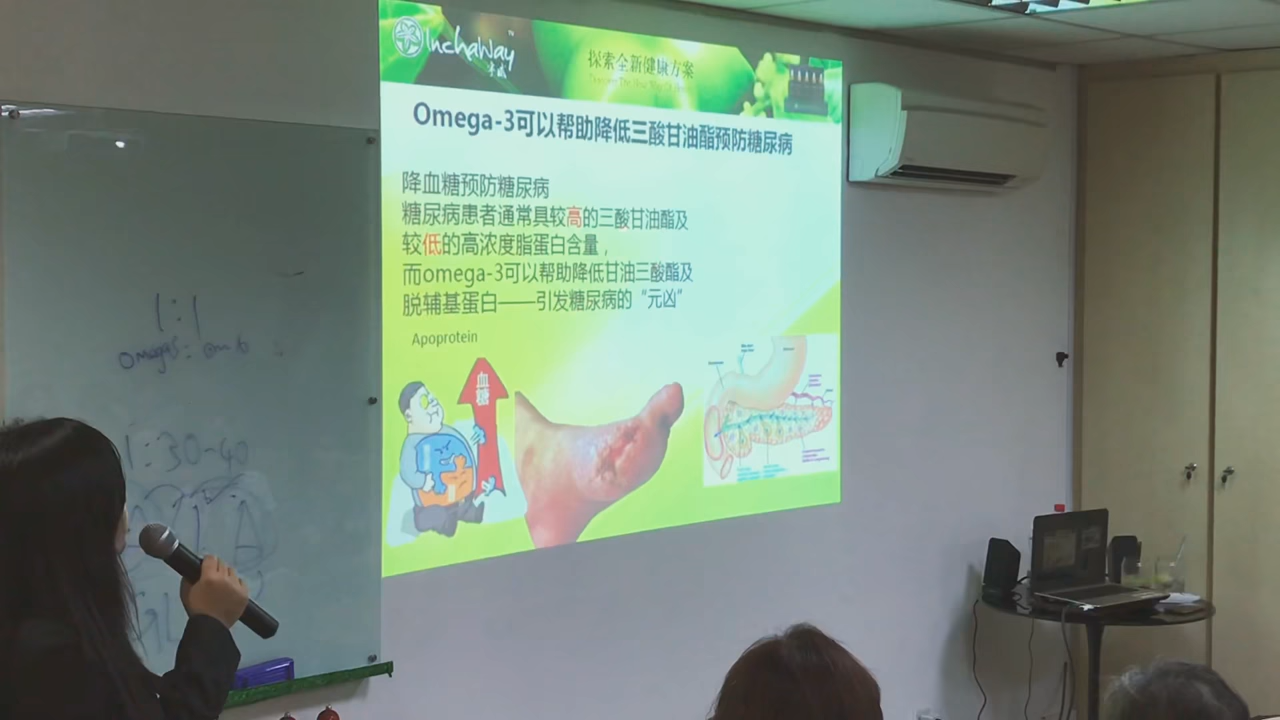 InchaWay
探索全新健康方案
Omega-3可以帮助降低三酸甘油酯预防糖尿病
降血糖预防糖尿病
糖尿病患者通常具较高的三酸甘油酯及
较低的高浓度脂蛋白含量，
而omega-3可以帮助降低甘油三酸酯及
脱辅基蛋白——引发糖尿病的“元凶”
Apoprotein
血糖
1:1
1:30-40